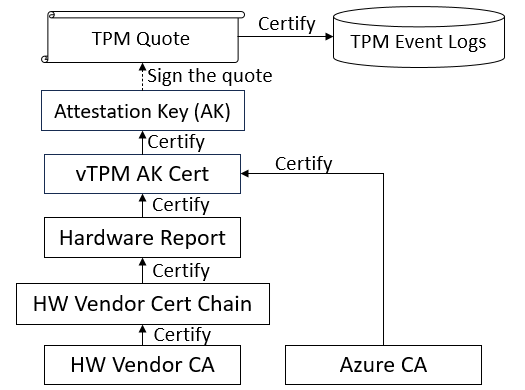 TPM Quote
Certify
TPM Event Logs
Sign the quote
Attestation Key (AK)
Certify
vTPM AK Cert
Certify
Certify
Hardware Report
Certify
HW Vendor Cert Chain
Certify
HW Vendor CA
Azure CA